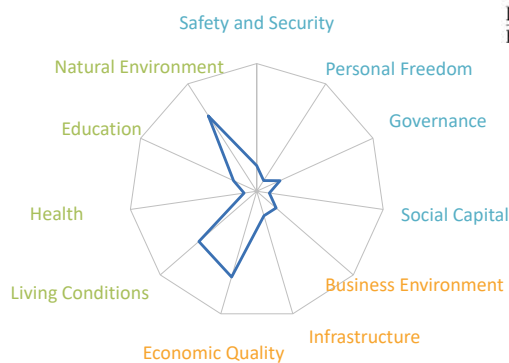 Safety and Security
Natural Environment
Personal Freedom
Education
Governance
Health
Social Capital
Living Conditions
Business Environment
Infrastructure
Economic Quality